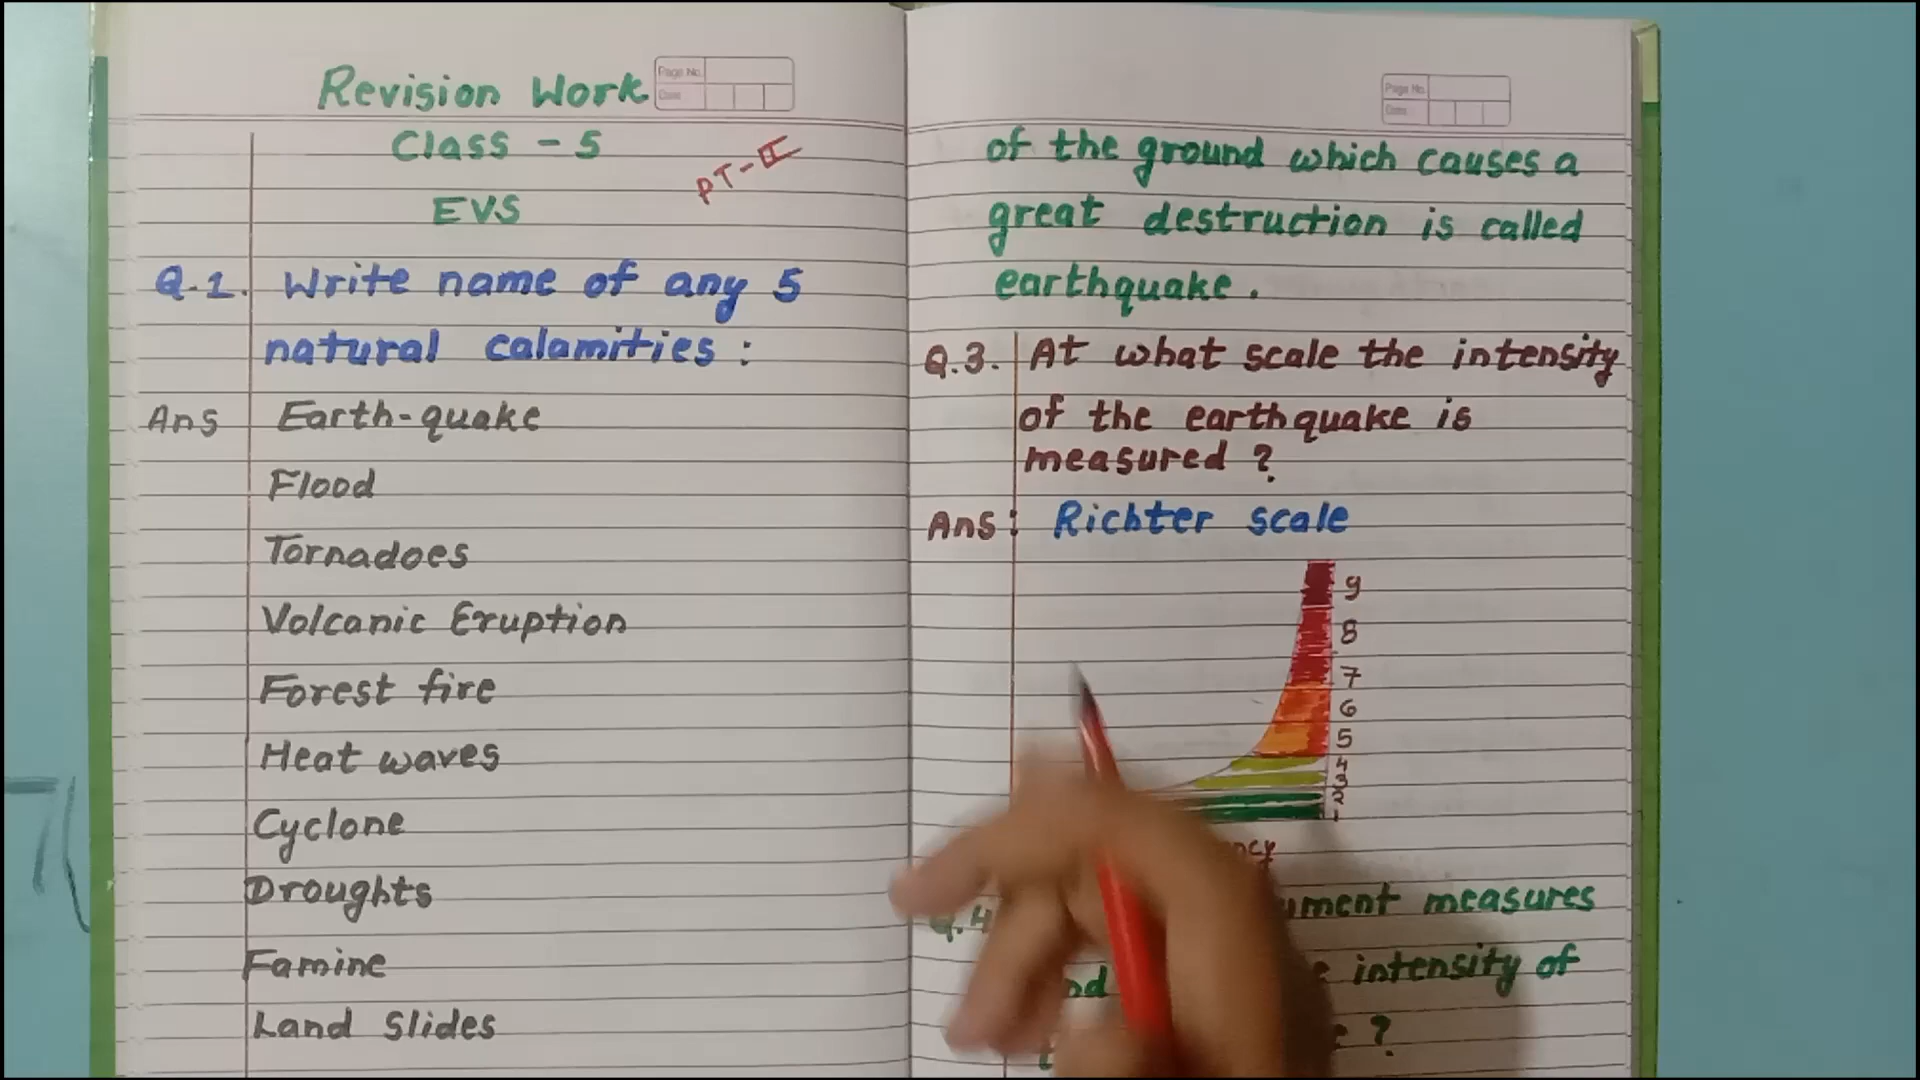 Revision Work
Page No.
Date
Class - 5
PT-II
EVS
Q.1. Write name of any 5
natural calamities :
Ans Earth-quake
Flood
Tornadoes
Volcanic Eruption
Forest fire
Heat waves
Cyclone
Droughts
Famine
Land Slides
Page No.
Date
of the ground which causes a
great destruction is called
earthquake.
Q.3. At what scale the intensity
of the earthquake is
measured ?
Ans: Richter scale
9
8
7
6
5
4
3
2
1
Q.4 measures
intensity of
?